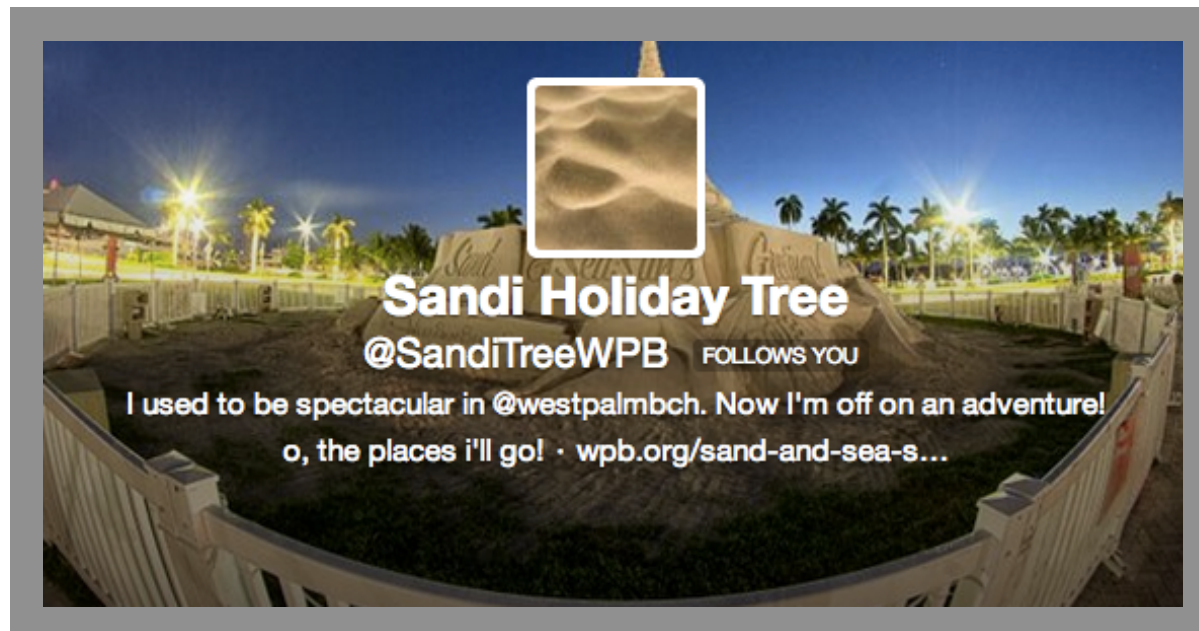 Sandi Holiday Tree
@SandiTreeWPB FOLLOWS YOU
I used to be spectacular in @westpalmbch. Now I'm off on an adventure!
o, the places i'll go! · wpb.org/sand-and-sea-s...